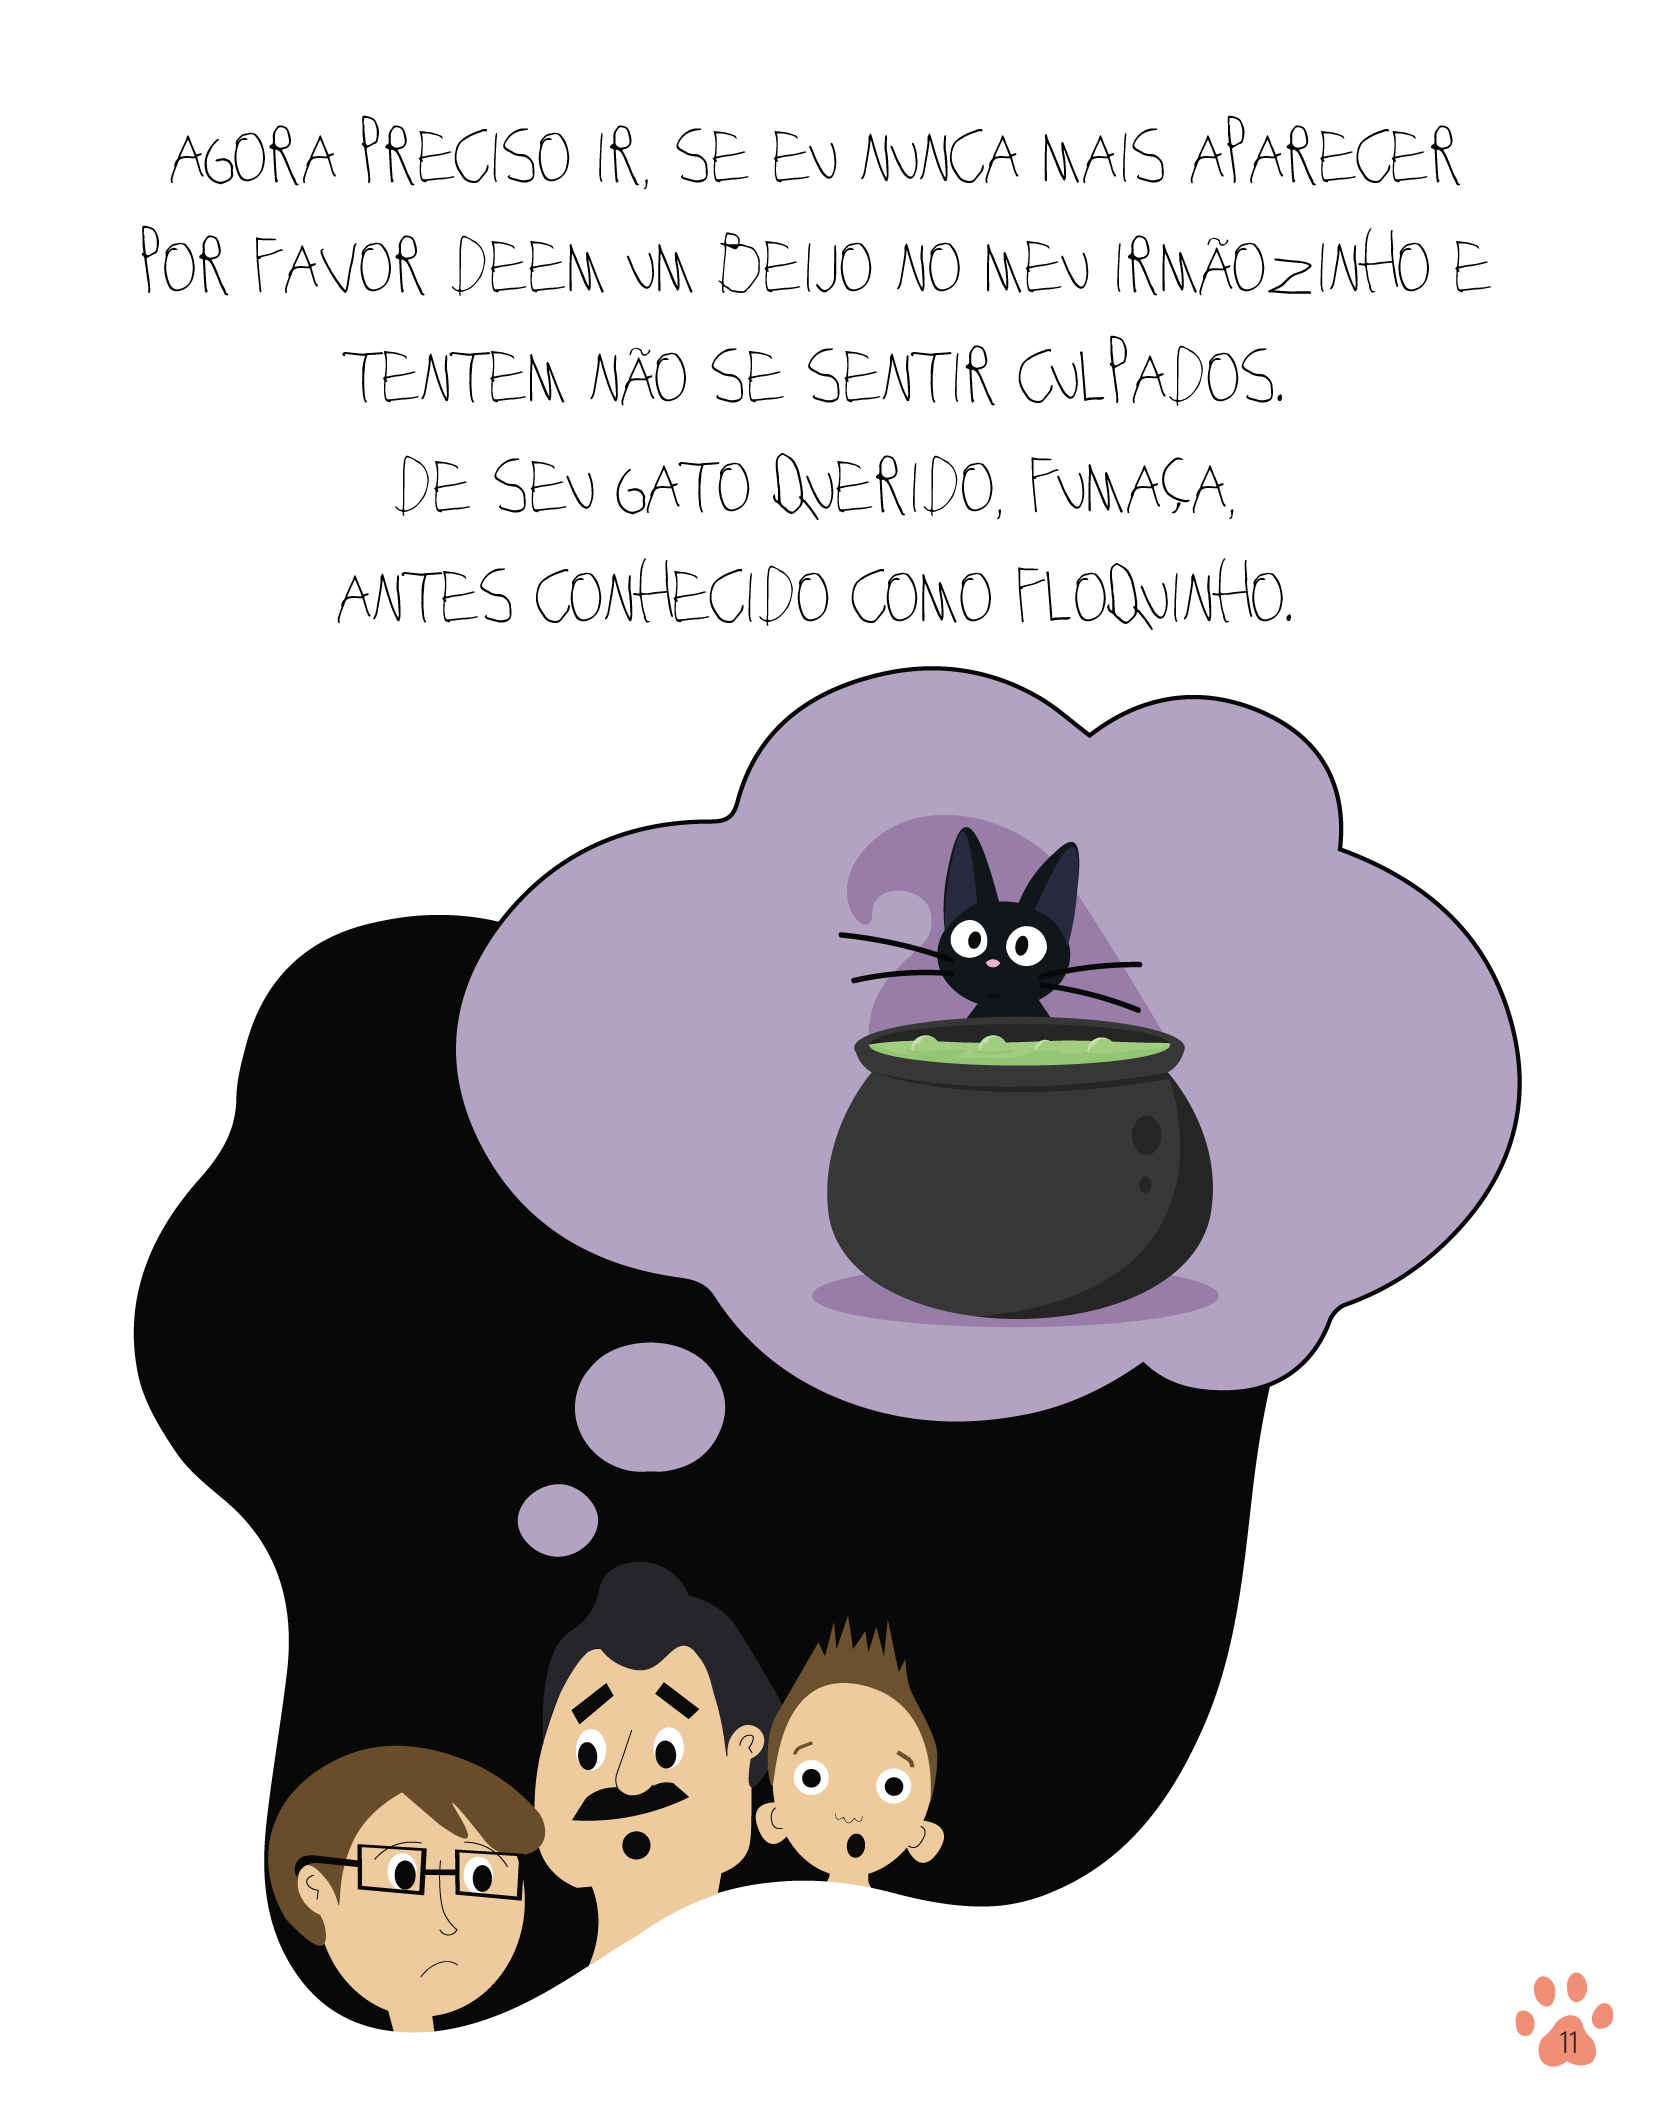 AGORA PRECISO IR, SE EU NUNCA MAIS APARECER
POR FAVOR DEEM UM BEIJO NO MEU IRMÃOZINHO E
TENTEM NÃO SE SENTIR CULPADOS.
DE SEU GATO QUERIDO, FUMAÇA,
ANTES CONHECIDO COMO FLOQUINHO.
11